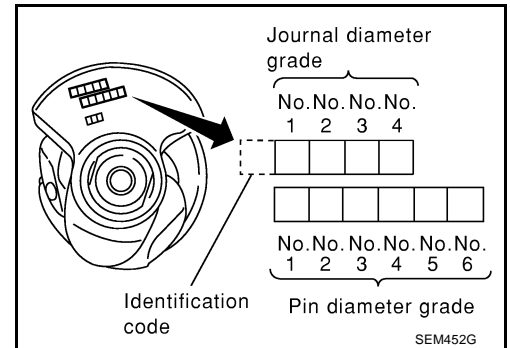 Journal diameter
grade
No. No. No. No.
1 2 3 4
No. No. No. No. No. No.
1 2 3 4 5 6
Identification
code
Pin diameter grade
SEM452G